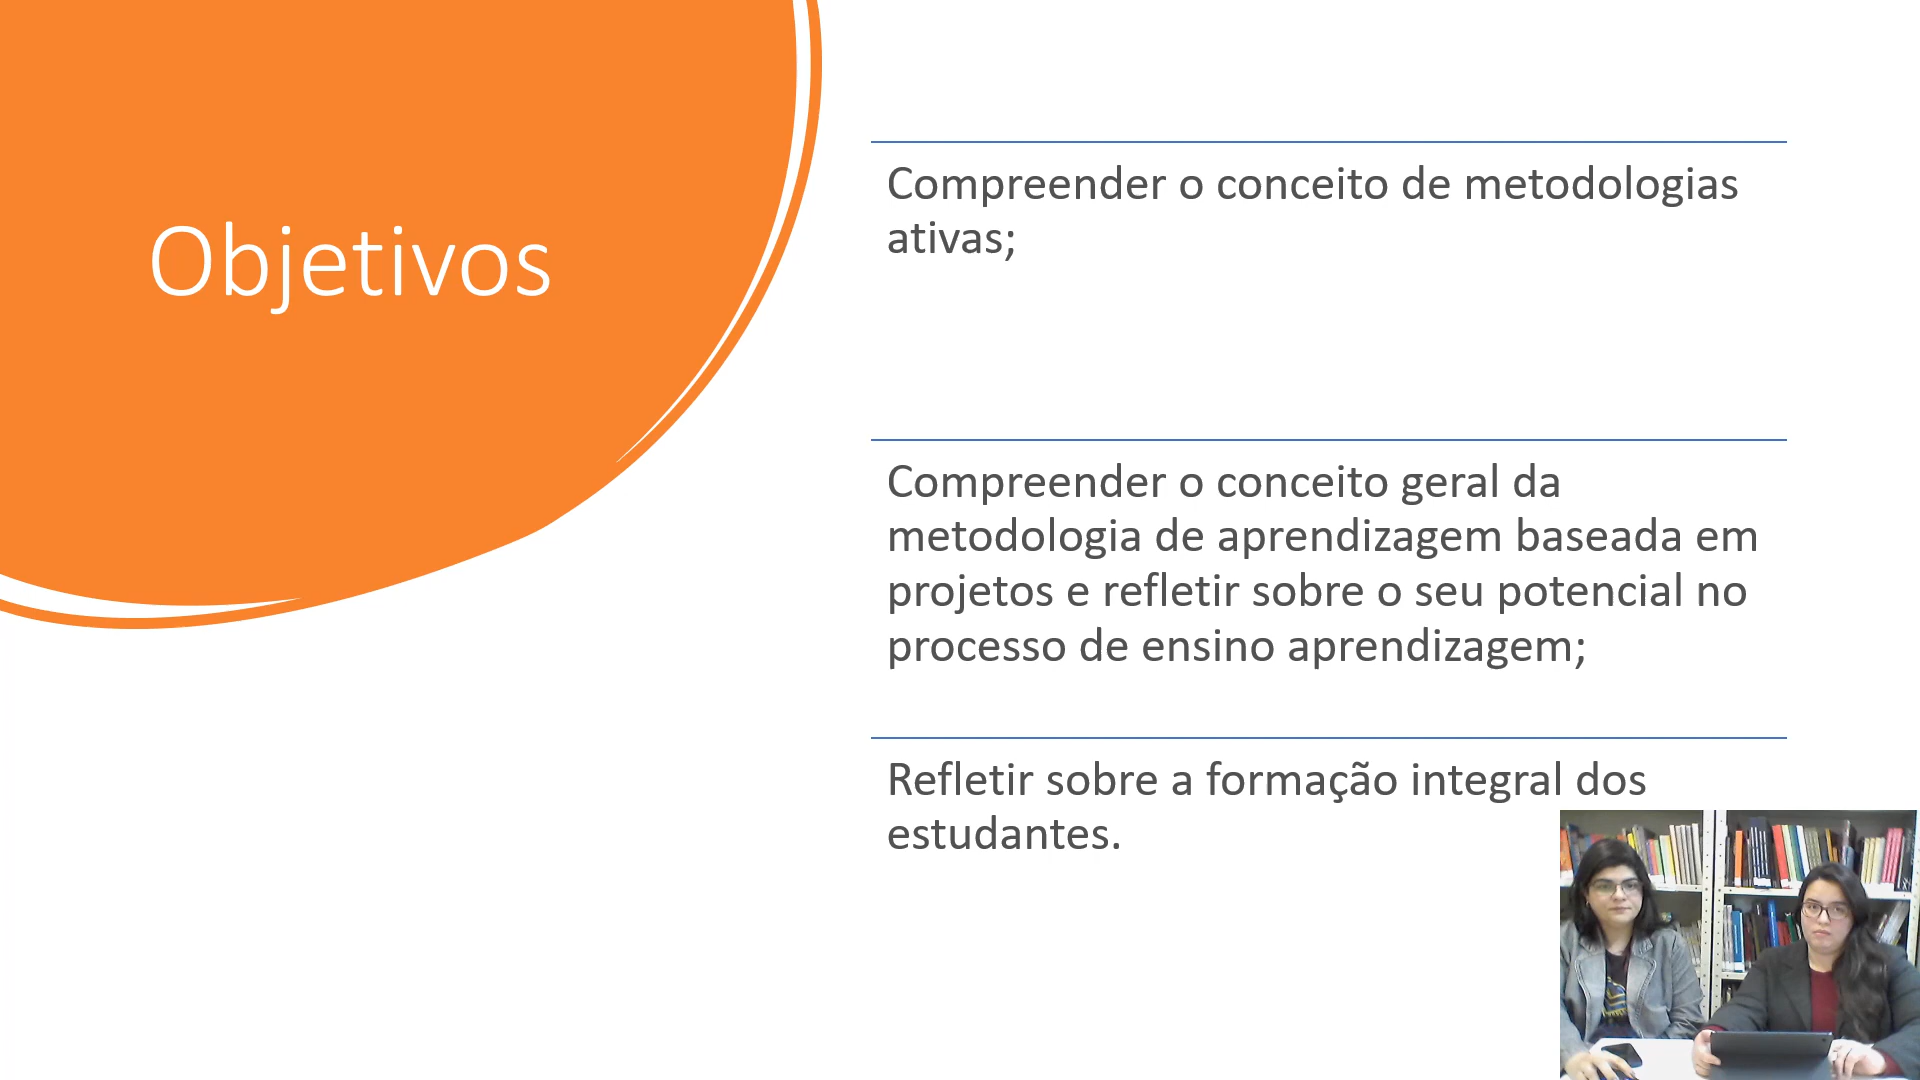 Objetivos
Compreender o conceito de metodologias
ativas;
Compreender o conceito geral da
metodologia de aprendizagem baseada em
projetos e refletir sobre o seu potencial no
processo de ensino aprendizagem;
Refletir sobre a formação integral dos
estudantes.